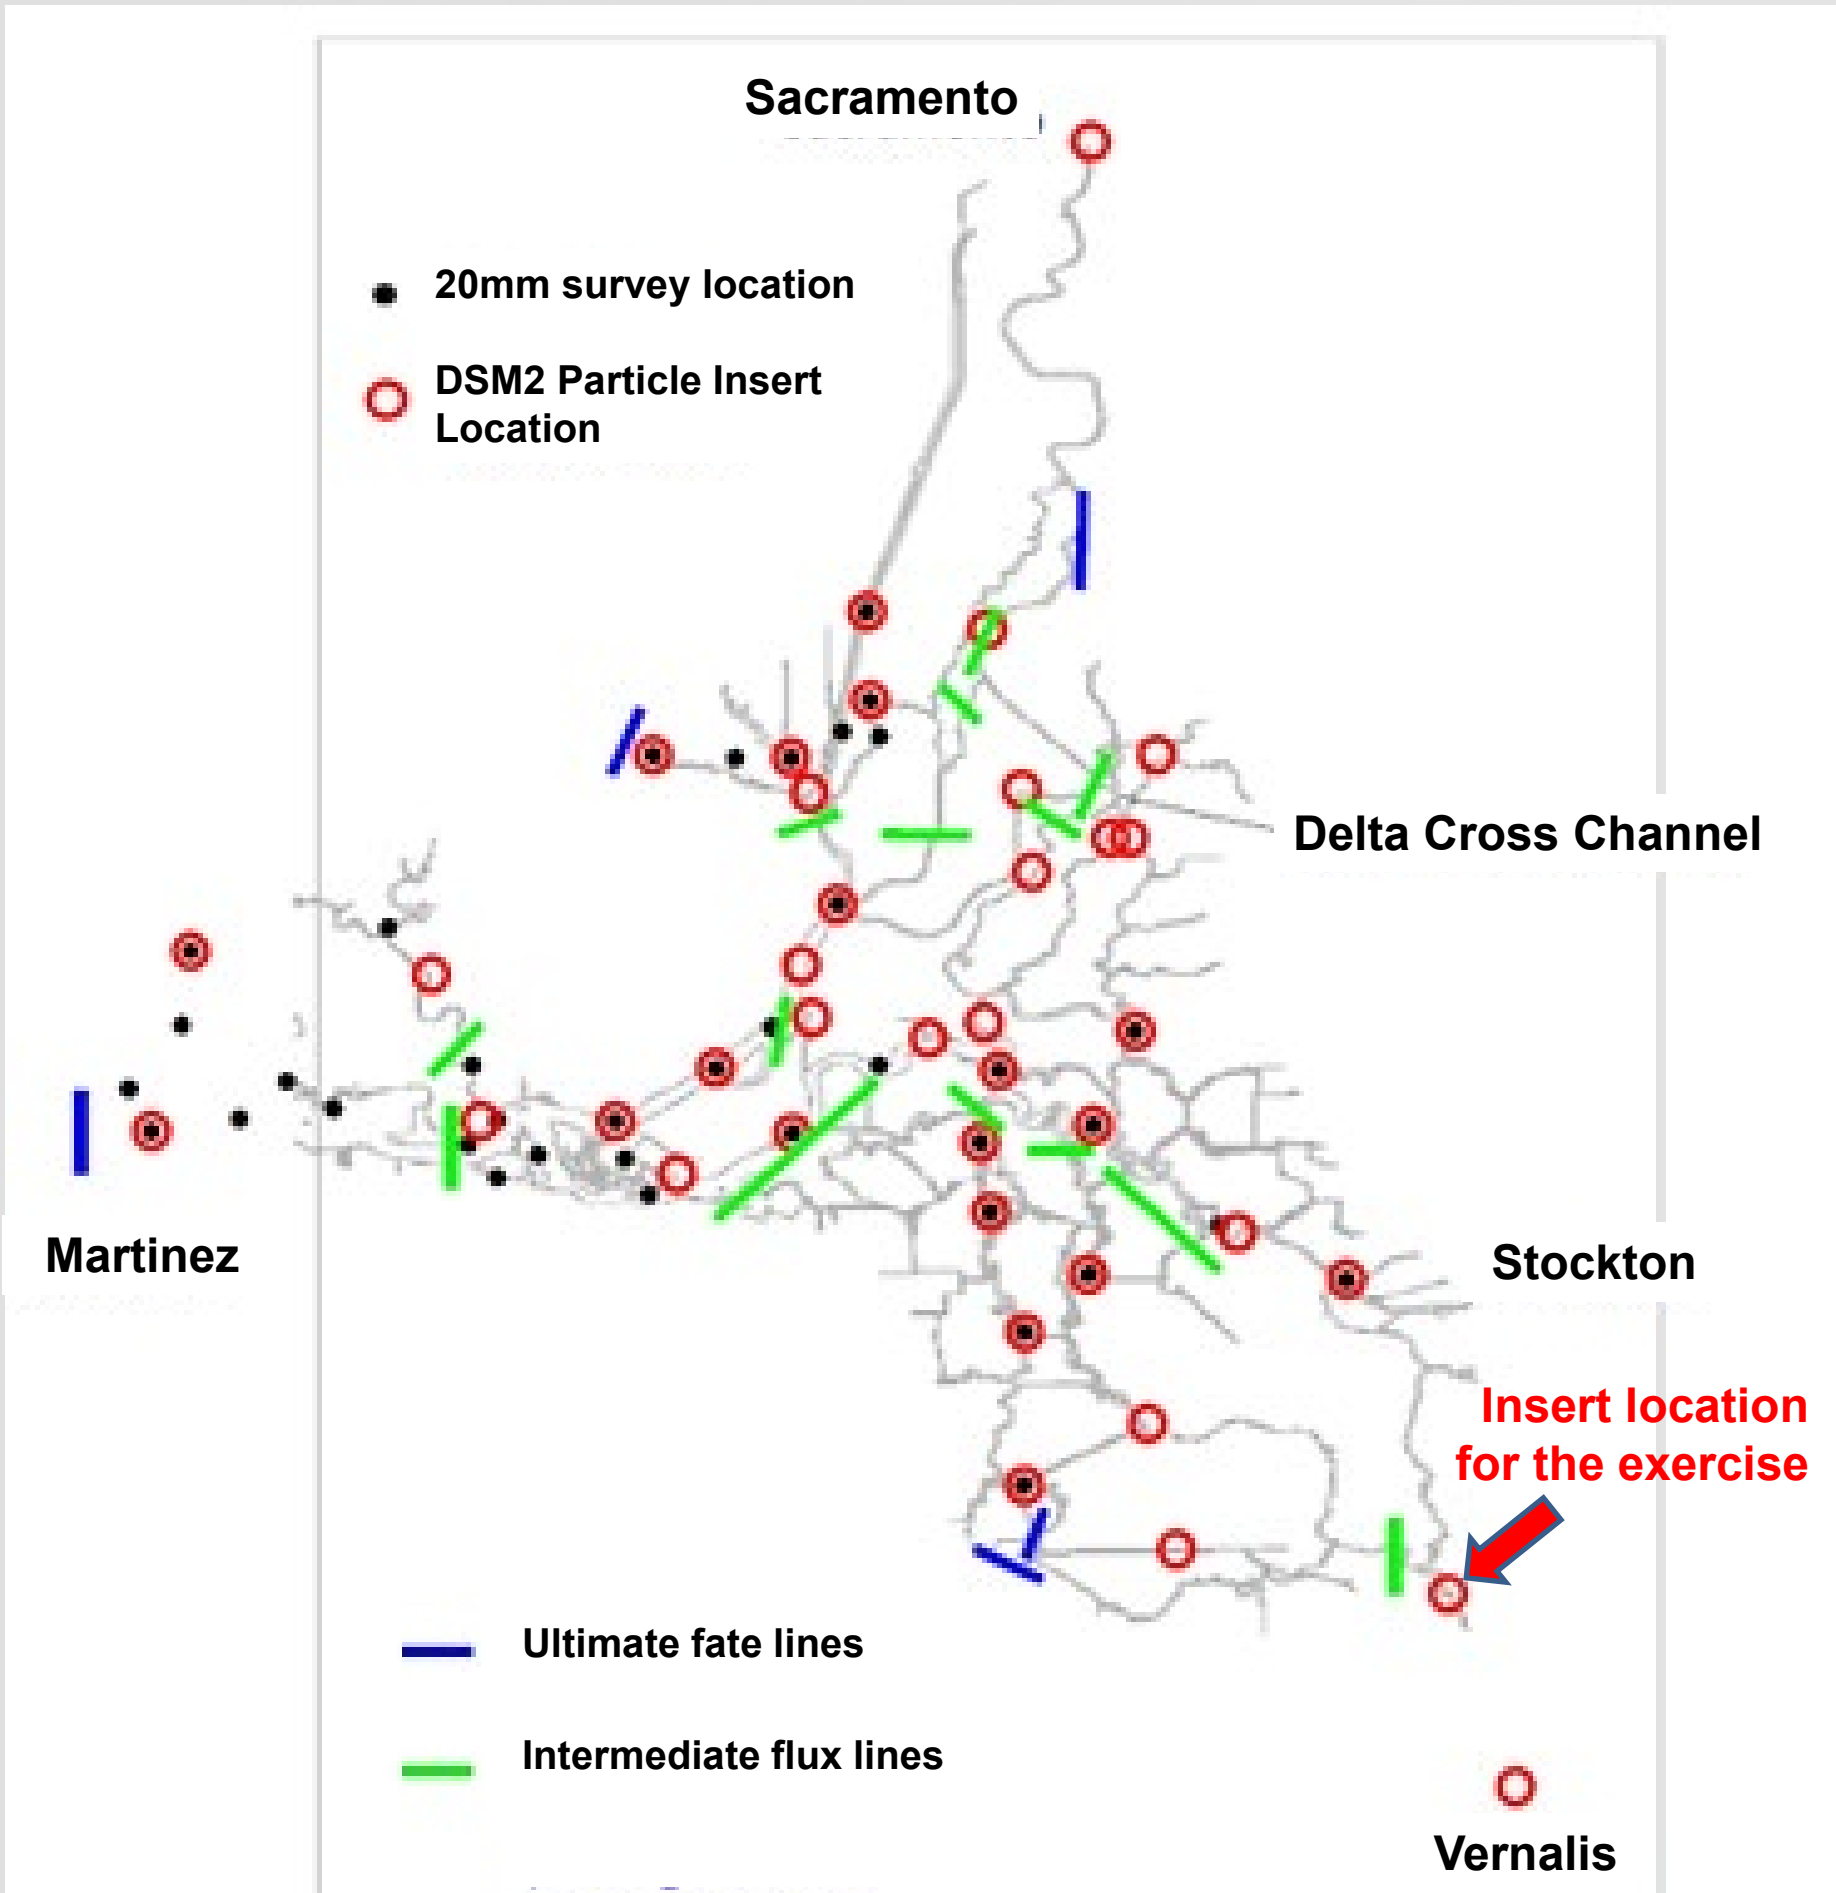 Sacramento
20mm survey location
DSM2 Particle Insert
Location
Delta Cross Channel
Martinez
Stockton
Insert location
for the exercise
Ultimate fate lines
Intermediate flux lines
Vernalis